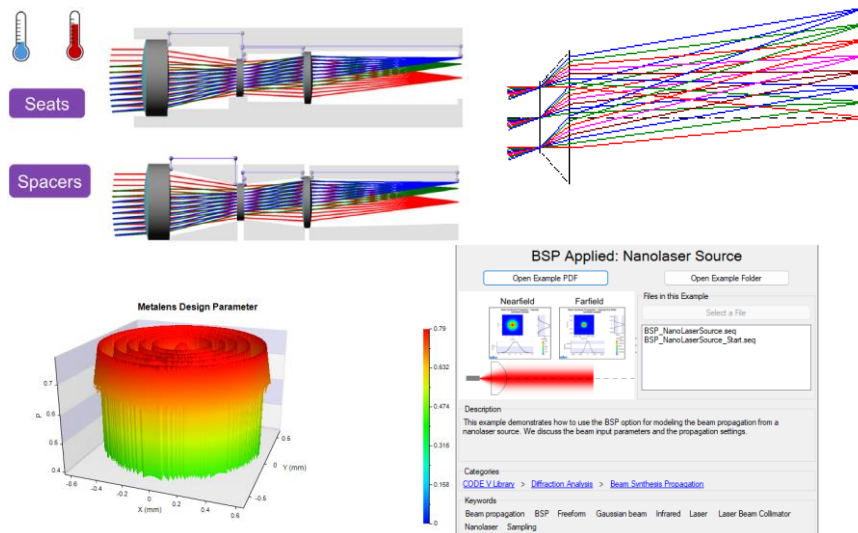 Seats
Spacers
Metalens Design Parameter
0.7
0.6
0.5
0.4
P
-0.6
-0.4
-0.2
0
0.2
0.4
0.6
X (mm)
0.5
0
-0.5
Y (mm)
0.79
0.632
0.474
0.316
0.158
0
BSP Applied: Nanolaser Source
Open Example PDF
Open Example Folder
Nearfield
Farfield
Files in this Example
Select a File
BSP_NanoLaserSource.seq
BSP_NanoLaserSource_Start.seq
Description
This example demonstrates how to use the BSP option for modeling the beam propagation from a
nanolaser source. We discuss the beam input parameters and the propagation settings.
Categories
CODE V Library > Diffraction Analysis > Beam Synthesis Propagation
Keywords
Beam propagation BSP Freeform Gaussian beam Infrared Laser Laser Beam Collimator
Nanolaser Sampling